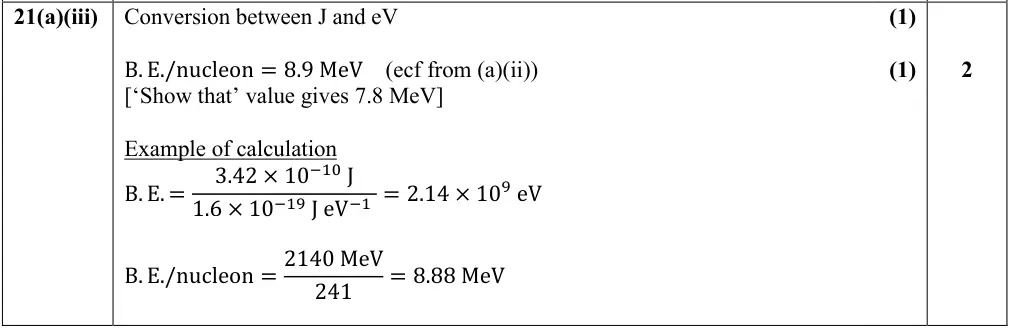 21(a)(iii) Conversion between J and eV (1)
B. E./nucleon = 8.9 MeV (ecf from (a)(ii)) (1) 2
[‘Show that’ value gives 7.8 MeV]
Example of calculation
B. E. = 3.42 × 10⁻¹⁰ J / 1.6 × 10⁻¹⁹ J eV⁻¹ = 2.14 × 10⁹ eV
B. E./nucleon = 2140 MeV / 241 = 8.88 MeV